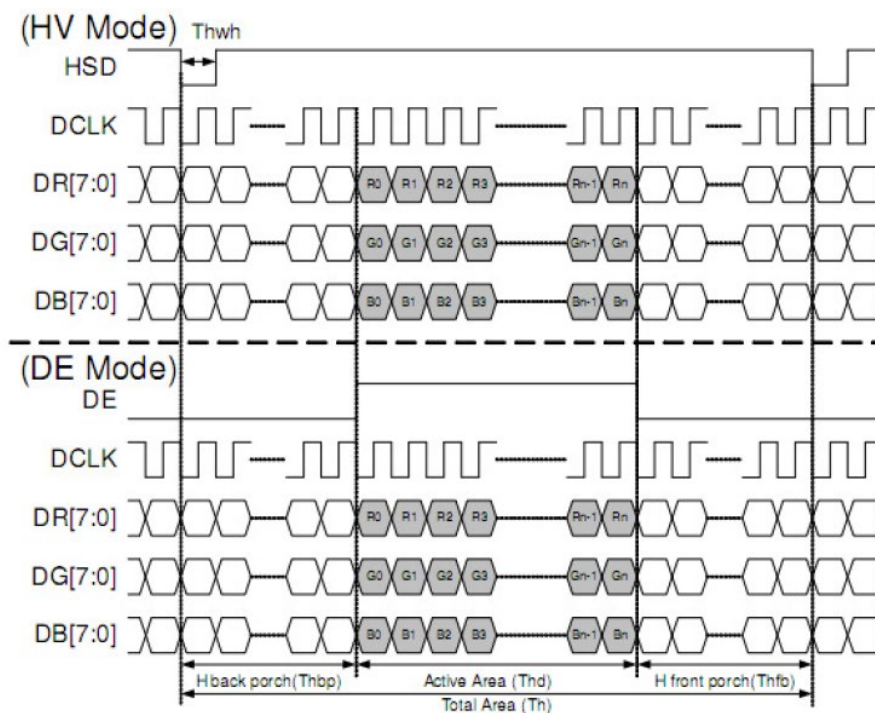 (HV Mode) Thwh
HSD
DCLK
DR[7:0] R0 R1 R2 R3 Rn-1 Rn
DG[7:0] G0 G1 G2 G3 Gn-1 Gn
DB[7:0] B0 B1 B2 B3 Bn-1 Bn
(DE Mode)
DE
DCLK
DR[7:0] R0 R1 R2 R3 Rn-1 Rn
DG[7:0] G0 G1 G2 G3 Gn-1 Gn
DB[7:0] B0 B1 B2 B3 Bn-1 Bn
H back porch(Thbp) Active Area (Thd) H front porch(Thfb)
Total Area (Th)